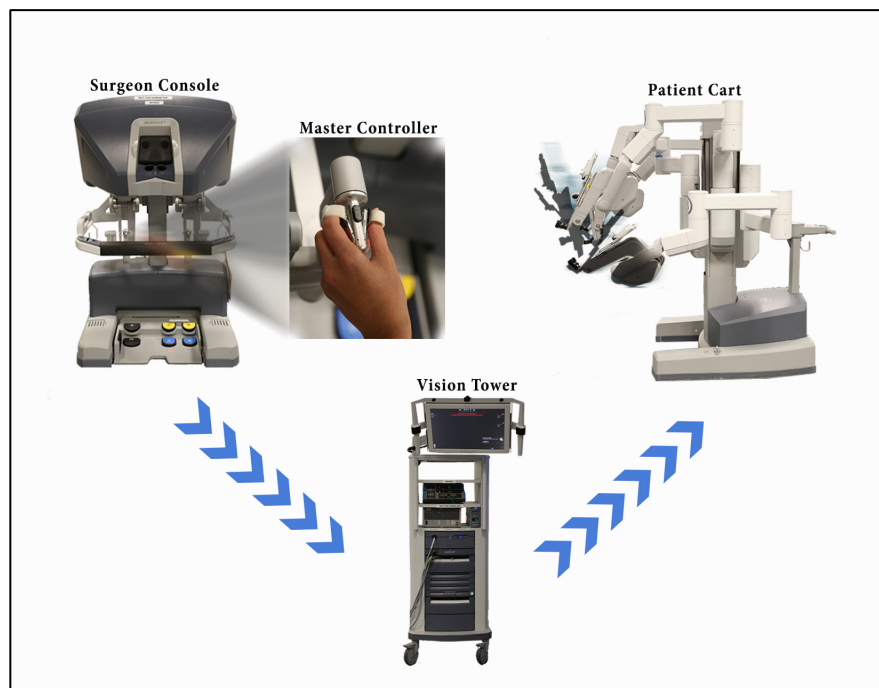 Surgeon Console
Master Controller
Patient Cart
Vision Tower